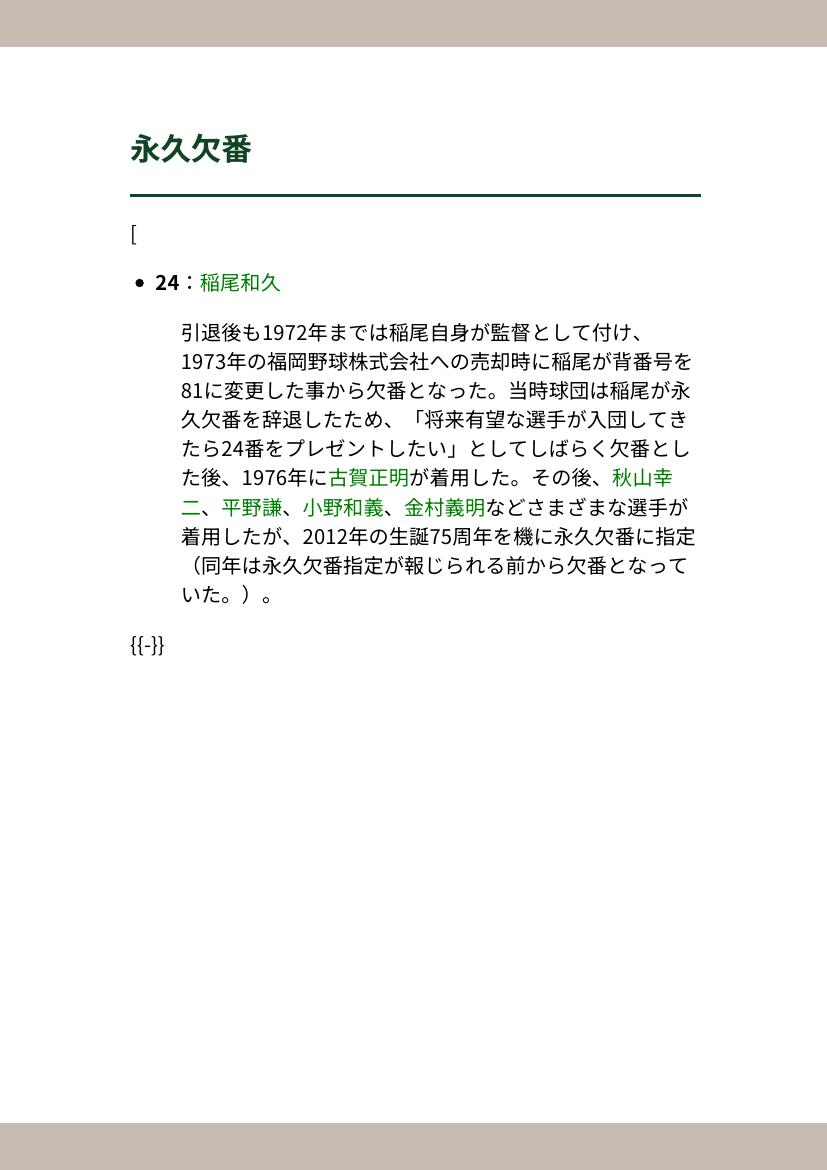 永久欠番
[
• 24：稲尾和久
引退後も1972年までは稲尾自身が監督として付け、
1973年の福岡野球株式会社への売却時に稲尾が背番号を
81に変更した事から欠番となった。当時球団は稲尾が永
久欠番を辞退したため、「将来有望な選手が入団してき
たら24番をプレゼントしたい」としてしばらく欠番とし
た後、1976年に古賀正明が着用した。その後、秋山幸
二、平野謙、小野和義、金村義明などさまざまな選手が
着用したが、2012年の生誕75周年を機に永久欠番に指定
（同年は永久欠番指定が報じられる前から欠番となって
いた。）。
{{-}}